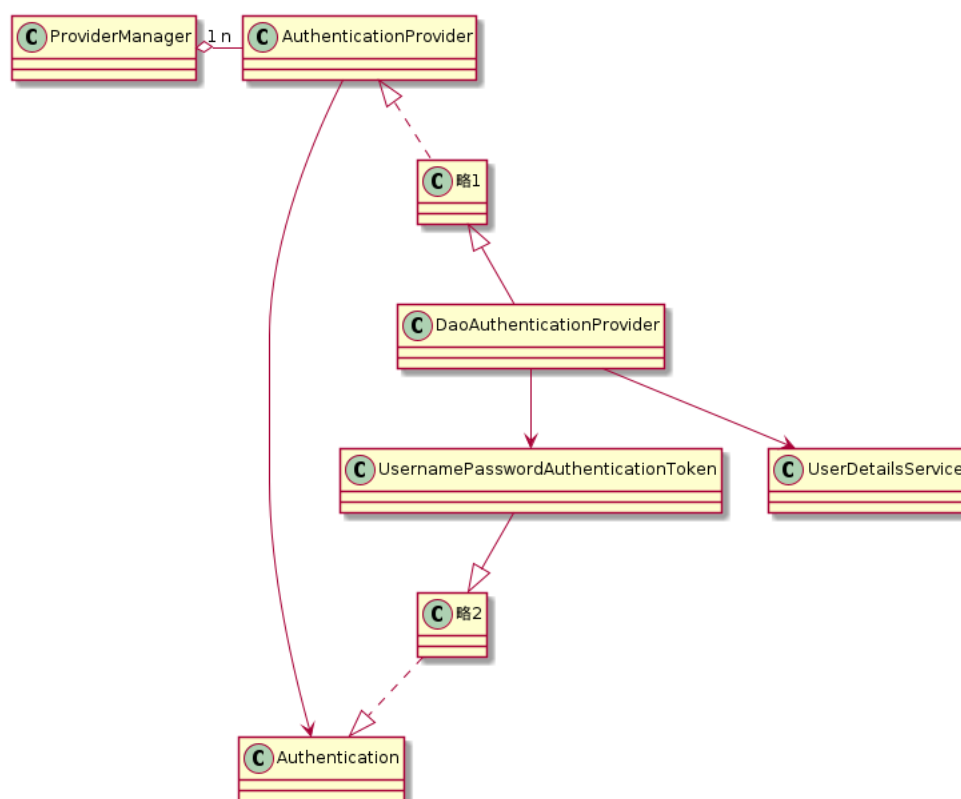 C ProviderManager
1 n
C AuthenticationProvider
C 略1
C DaoAuthenticationProvider
C UsernamePasswordAuthenticationToken
C UserDetailsService
C 略2
C Authentication